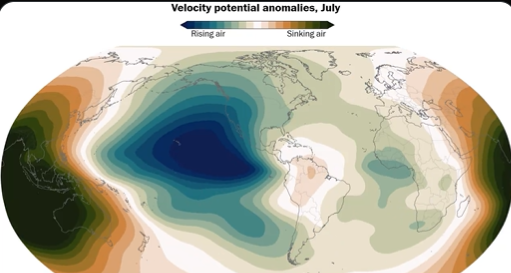 Velocity potential anomalies, July
Rising air Sinking air